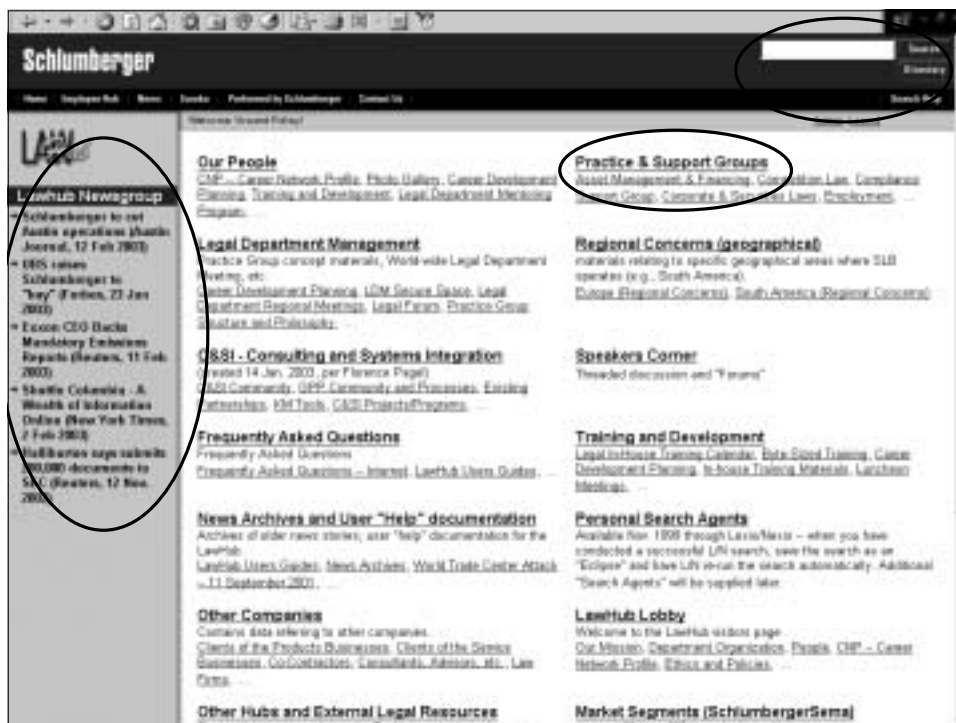 Schlumberger
Search
Directory
Home Employee Hub News Eureka Performed by Schlumberger Contact Us Search Help
LAW
Lawhub Newsgroup
Schlumberger to cut
Austin operations (Austin
Journal, 12 Feb 2003)
UBS raises
Schlumberger to
"buy" (Forbes, 23 Jan
2003)
Exxon CEO Backs
Mandatory Emissions
Reports (Reuters, 11 Feb
2003)
Shuttle Columbia - A
Wealth of Information
Online (New York Times,
2 Feb 2003)
Halliburton says submits
documents to
SEC (Reuters, 12 Nov.
2002)
Our People
CNP – Career Network Profile, Photo Gallery, Career Development
Planning, Training and Development, Legal Department Mentoring
Program, ...
Legal Department Management
Practice Group concept materials, World-wide Legal Department
Meeting, etc.
Career Development Planning, LDM Secure Space, Legal
Department Regional Meetings, Legal Forum, Practice Group
Structure and Philosophy, ...
C&SI - Consulting and Systems Integration
(created 14 Jan. 2003, per Florence Pagel)
C&SI Community, OPP Community and Processes, Existing
Partnerships, KM Tools, C&SI Projects/Programs, ...
Frequently Asked Questions
Frequently Asked Questions
Frequently Asked Questions – Internet, LawHub Users Guides, ...
News Archives and User "Help" documentation
Archives of older news stories; user "help" documentation for the
LawHub
LawHub Users Guides, News Archives, World Trade Center Attack
– 11 September 2001, ...
Other Companies
Contains data referring to other companies.
Clients of the Products Businesses, Clients of the Service
Businesses, Co-Contractors, Consultants, Advisors, etc., Law
Firms, ...
Other Hubs and External Legal Resources
Practice & Support Groups
Asset Management & Financing, Competition Law, Compliance
Support Group, Corporate & Securities Laws, Employment, ...
Regional Concerns (geographical)
materials relating to specific geographical areas where SLB
operates (e.g., South America).
Europe (Regional Concerns), South America (Regional Concerns)
Speakers Corner
Threaded discussion and "Forums"
Training and Development
Legal In-House Training Calendar, Byte-Sized Training, Career
Development Planning, In-house Training Materials, Luncheon
Meetings, ...
Personal Search Agents
Available Nov. 1998 through Lexis/Nexis – when you have
conducted a successful L/N search, save the search as an
"Eclipse" and have L/N re-run the search automatically. Additional
"Search Agents" will be supplied later.
LawHub Lobby
Welcome to the LawHub visitors page
Our Mission, Department Organization, People, CNP – Career
Network Profile, Ethics and Policies, ...
Market Segments (SchlumbergerSema)